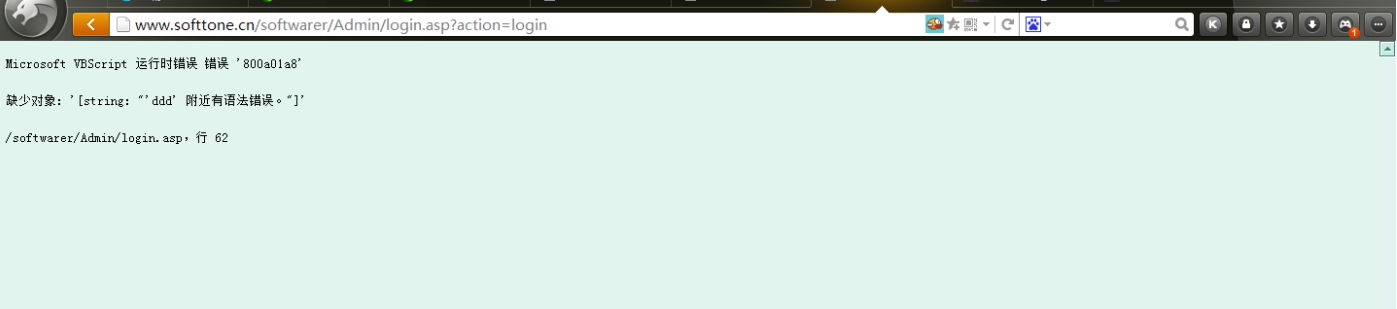 www.softtone.cn/softwarer/Admin/login.asp?action=login
Microsoft VBScript 运行时错误 错误 '800a01a8'
缺少对象: '[string: "'ddd' 附近有语法错误。"]'
/softwarer/Admin/login.asp，行 62
K
1